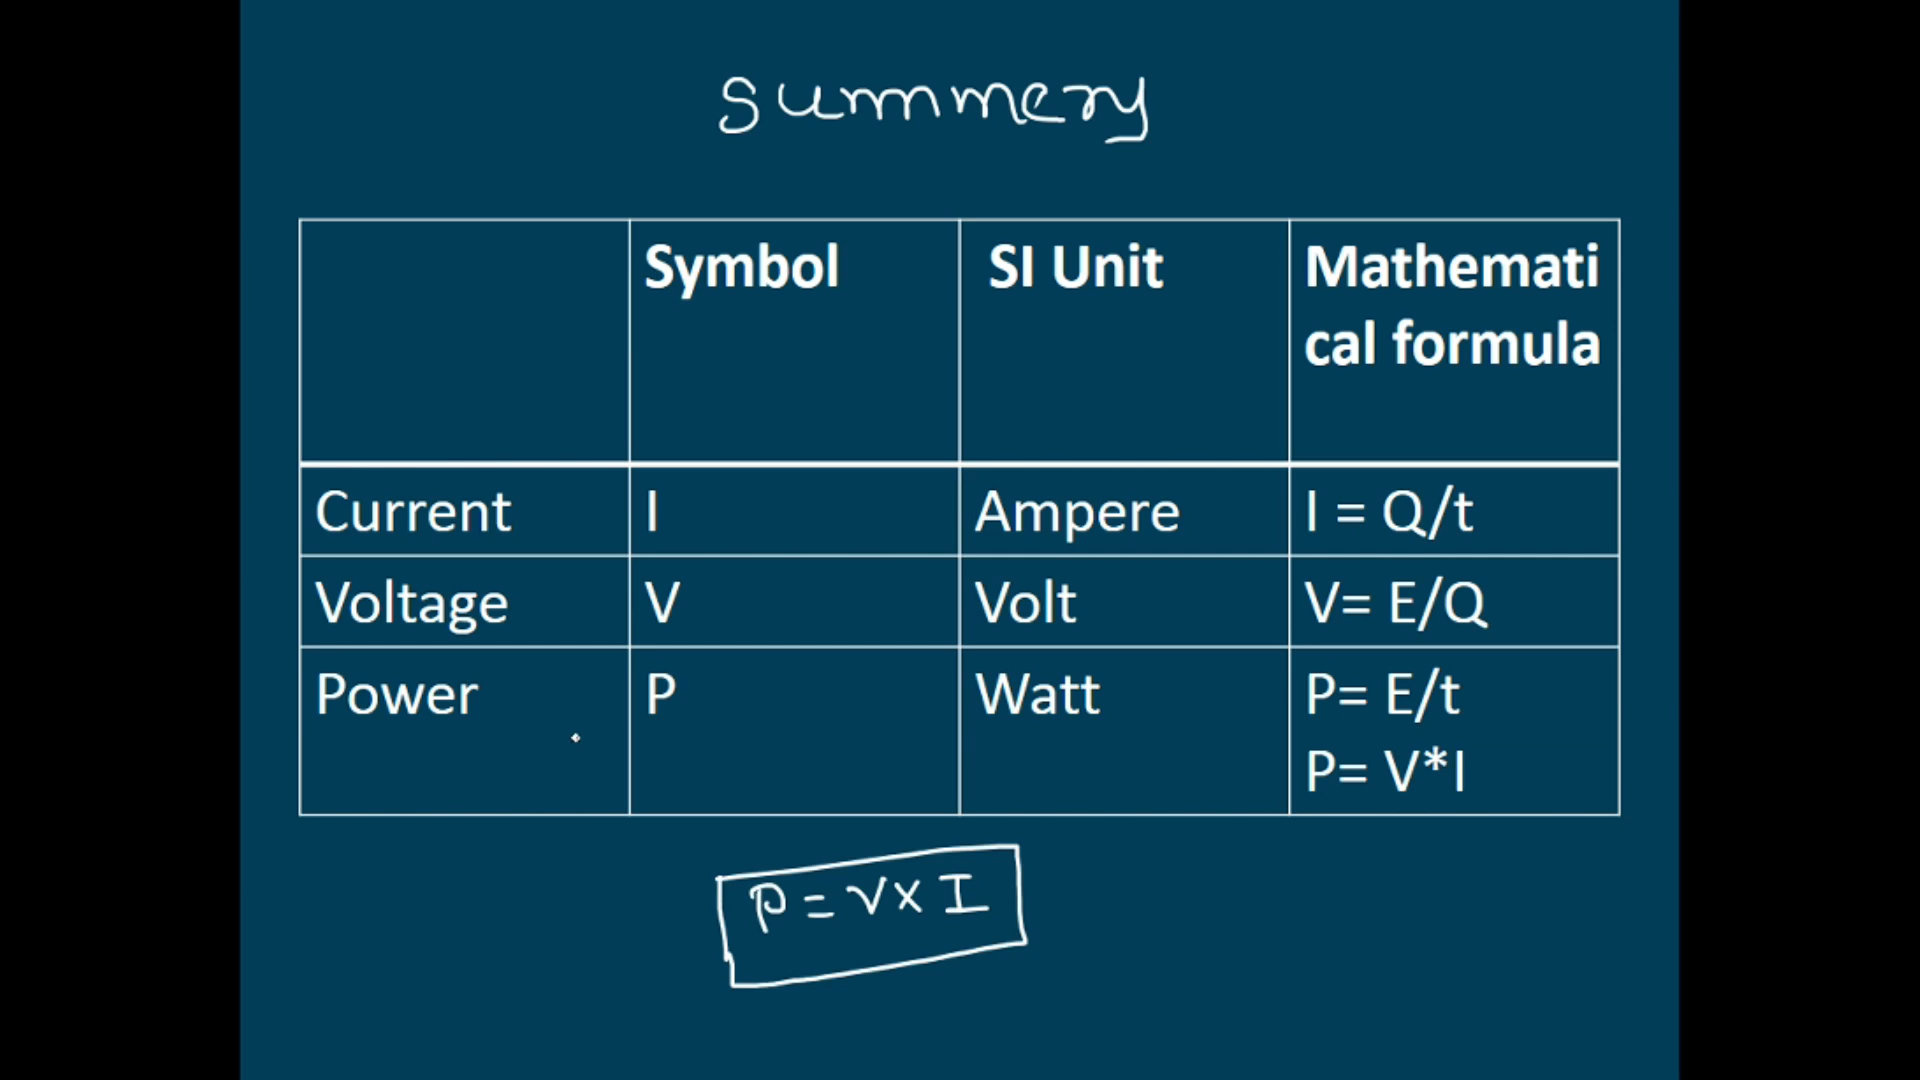 summery
Symbol SI Unit Mathemati
cal formula
Current I Ampere I = Q/t
Voltage V Volt V= E/Q
Power P Watt P= E/t
P= V*I
P = V x I